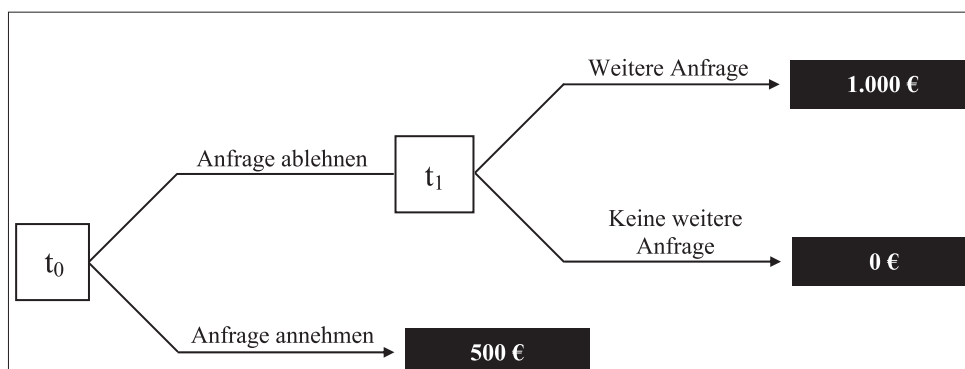 Weitere Anfrage
1.000 €
Anfrage ablehnen
t₁
Keine weitere
Anfrage
0 €
t₀
Anfrage annehmen
500 €